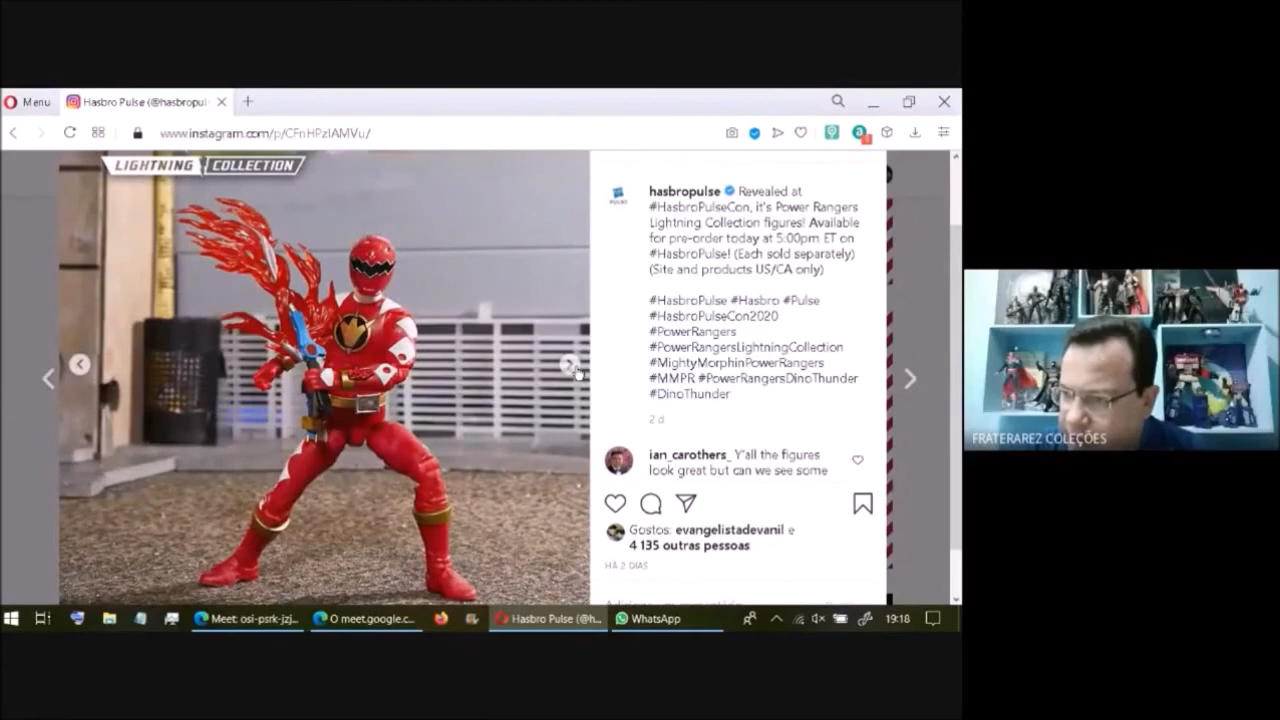 Menu
Hasbro Pulse (@hasbropul
www.instagram.com/p/CFnHPzIAMVu/
LIGHTNING COLLECTION
hasbropulse Revealed at
#HasbroPulseCon, it's Power Rangers
Lightning Collection figures! Available
for pre-order today at 5:00pm ET on
#HasbroPulse! (Each sold separately)
(Site and products US/CA only)
#HasbroPulse #Hasbro #Pulse
#HasbroPulseCon2020
#PowerRangers
#PowerRangersLightningCollection
#MightyMorphinPowerRangers
#MMPR #PowerRangersDinoThunder
#DinoThunder
2 d
ian_carothers_ Y'all the figures
look great but can we see some
Gostos: evangelistadevanil e
4 135 outras pessoas
HÁ 2 DIAS
FRATERAREZ COLEÇÕES
Meet: osi-psrk-jzj...
O meet.google.c...
Hasbro Pulse (@h...
WhatsApp
19:18